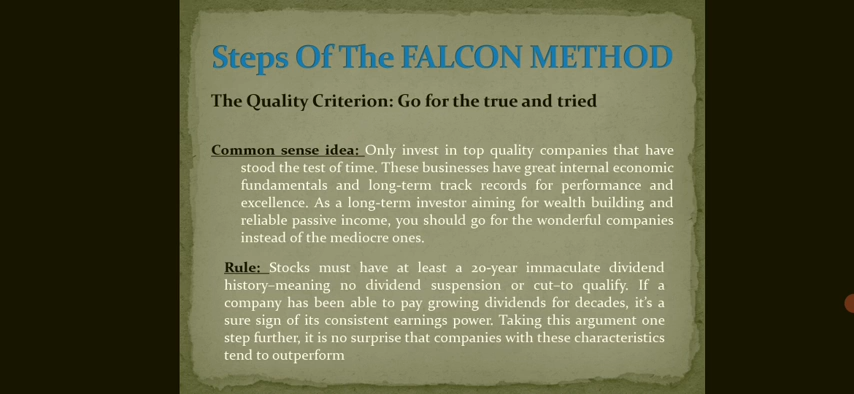 Steps Of The FALCON METHOD
The Quality Criterion: Go for the true and tried
Common sense idea: Only invest in top quality companies that have
stood the test of time. These businesses have great internal economic
fundamentals and long-term track records for performance and
excellence. As a long-term investor aiming for wealth building and
reliable passive income, you should go for the wonderful companies
instead of the mediocre ones.
Rule: Stocks must have at least a 20-year immaculate dividend
history–meaning no dividend suspension or cut–to qualify. If a
company has been able to pay growing dividends for decades, it's a
sure sign of its consistent earnings power. Taking this argument one
step further, it is no surprise that companies with these characteristics
tend to outperform